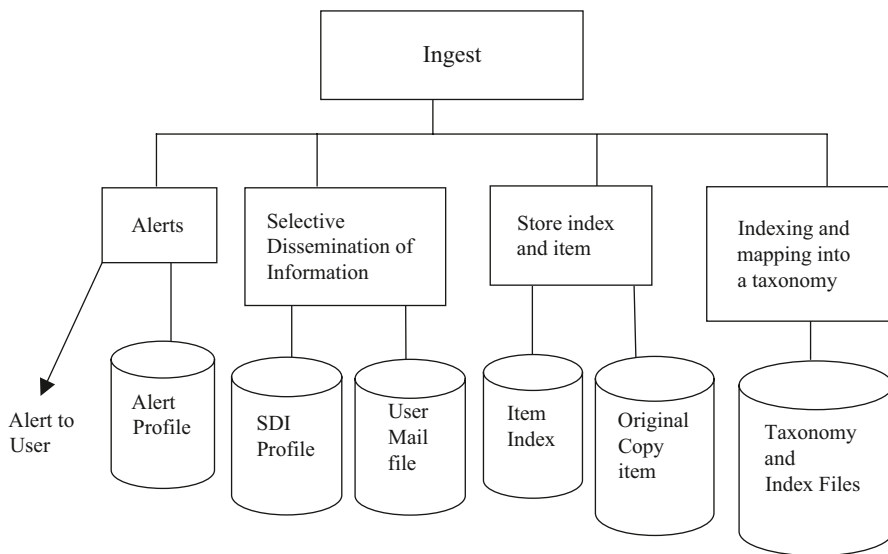 Ingest
Alerts
Selective
Dissemination of
Information
Store index
and item
Indexing and
mapping into
a taxonomy
Alert to
User
Alert
Profile
SDI
Profile
User
Mail
file
Item
Index
Original
Copy
item
Taxonomy
and
Index Files